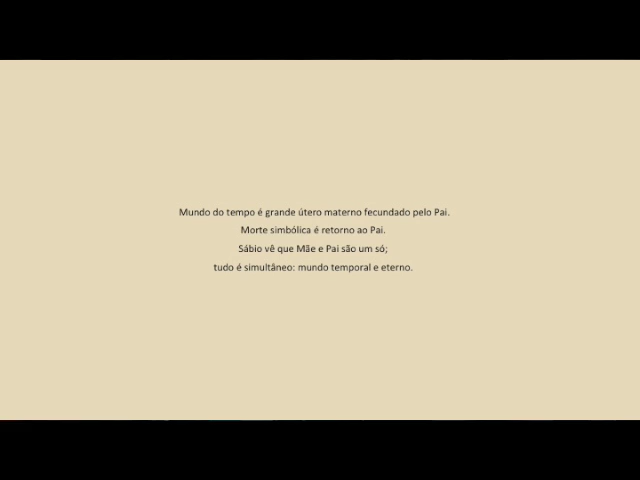 Mundo do tempo é grande útero materno fecundado pelo Pai.
Morte simbólica é retorno ao Pai.
Sábio vê que Mãe e Pai são um só;
tudo é simultâneo: mundo temporal e eterno.